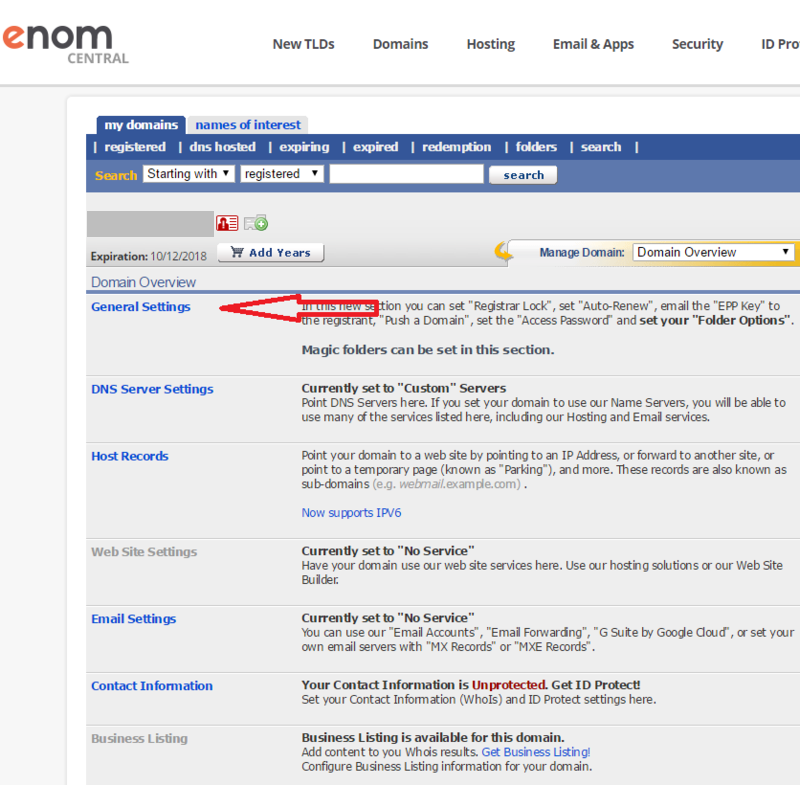 enom
CENTRAL
New TLDs Domains Hosting Email & Apps Security ID Pro
my domains names of interest
| registered | dns hosted | expiring | expired | redemption | folders | search |
Search Starting with registered search
Expiration: 10/12/2018 Add Years Manage Domain: Domain Overview
Domain Overview
General Settings
In this new section you can set "Registrar Lock", set "Auto-Renew", email the "EPP Key" to
the registrant, "Push a Domain", set the "Access Password" and set your "Folder Options".
Magic folders can be set in this section.
DNS Server Settings
Currently set to "Custom" Servers
Point DNS Servers here. If you set your domain to use our Name Servers, you will be able to
use many of the services listed here, including our Hosting and Email services.
Host Records
Point your domain to a web site by pointing to an IP Address, or forward to another site, or
point to a temporary page (known as "Parking"), and more. These records are also known as
sub-domains (e.g. webmail.example.com) .
Now supports IPV6
Web Site Settings
Currently set to "No Service"
Have your domain use our web site services here. Use our hosting solutions or our Web Site
Builder.
Email Settings
Currently set to "No Service"
You can use our "Email Accounts", "Email Forwarding", "G Suite by Google Cloud", or set your
own email servers with "MX Records" or "MXE Records".
Contact Information
Your Contact Information is Unprotected. Get ID Protect!
Set your Contact Information (WhoIs) and ID Protect settings here.
Business Listing
Business Listing is available for this domain.
Add content to you Whois results. Get Business Listing!
Configure Business Listing information for your domain.